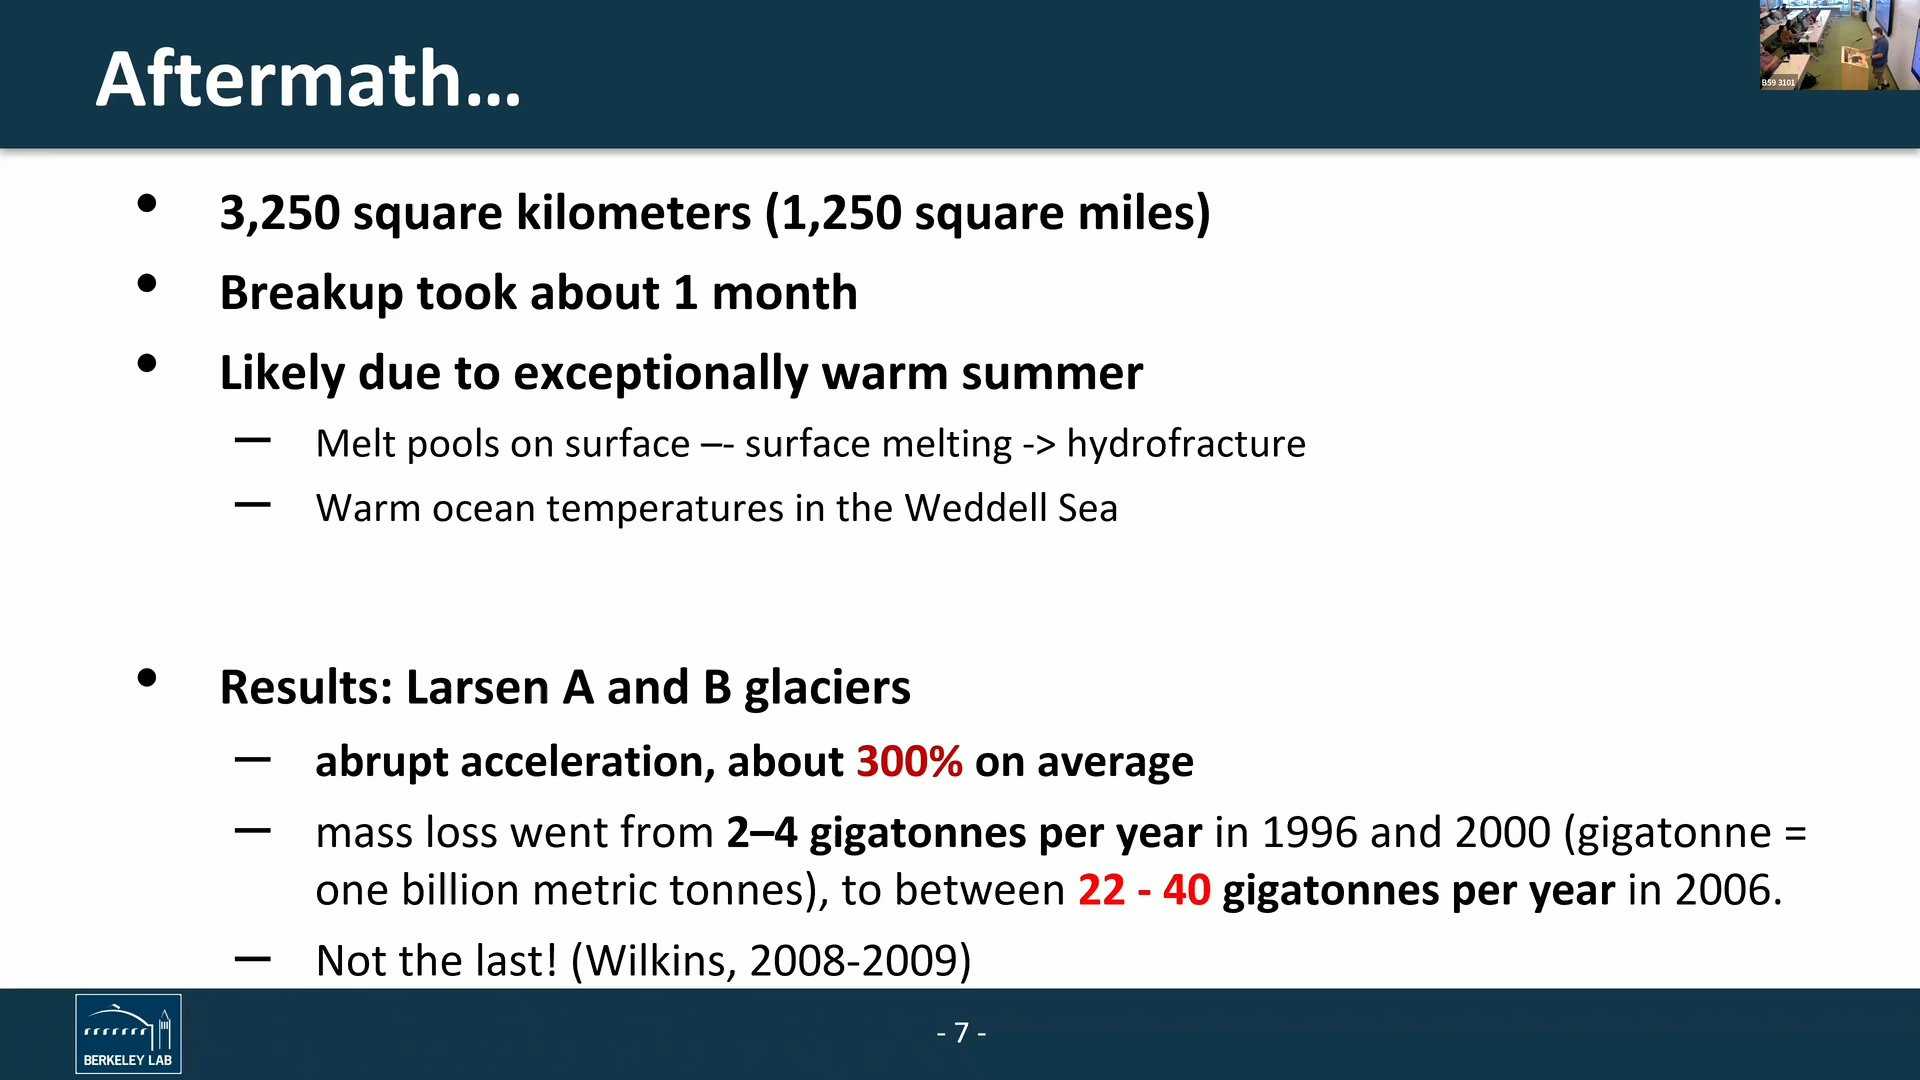 Aftermath...
B59 3101
• 3,250 square kilometers (1,250 square miles)
• Breakup took about 1 month
• Likely due to exceptionally warm summer
— Melt pools on surface –- surface melting -> hydrofracture
— Warm ocean temperatures in the Weddell Sea
• Results: Larsen A and B glaciers
— abrupt acceleration, about 300% on average
— mass loss went from 2–4 gigatonnes per year in 1996 and 2000 (gigatonne =
one billion metric tonnes), to between 22 - 40 gigatonnes per year in 2006.
— Not the last! (Wilkins, 2008-2009)
BERKELEY LAB
- 7 -